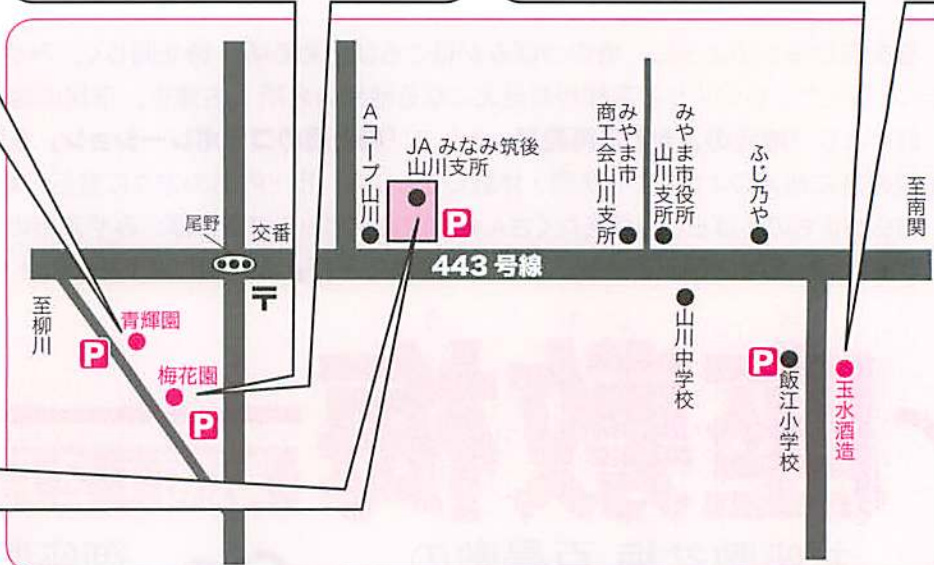 Aコープ山川
JA みなみ筑後
山川支所
P
みやま市
商工会山川支所
みやま市役所
山川支所
ふじ乃や
至南関
尾野
交番
443号線
〒
至柳川
青輝園
P
梅花園
P
山川中学校
P
飯江小学校
玉水酒造